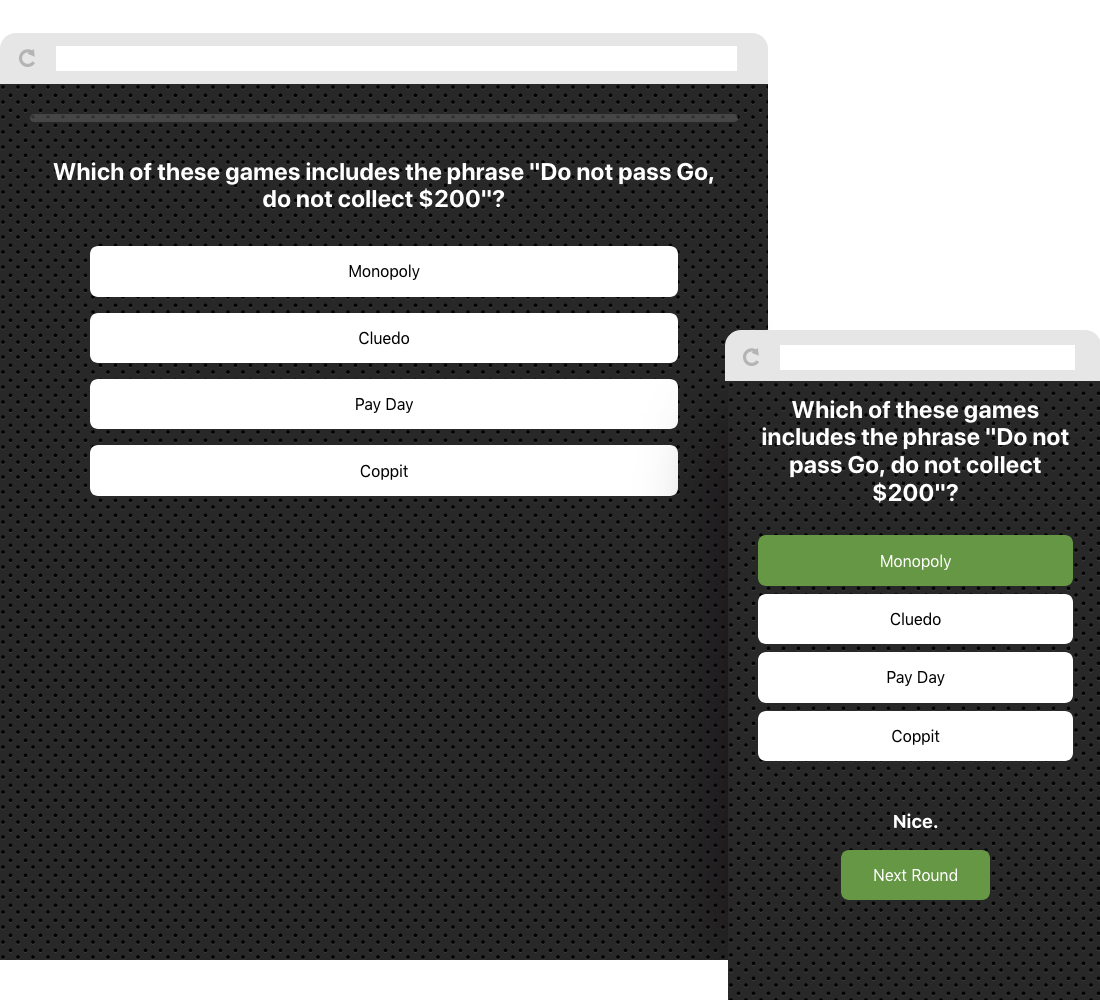 Which of these games includes the phrase "Do not pass Go,
do not collect $200"?
Monopoly
Cluedo
Pay Day
Coppit
Which of these games
includes the phrase "Do not
pass Go, do not collect
$200"?
Monopoly
Cluedo
Pay Day
Coppit
Nice.
Next Round